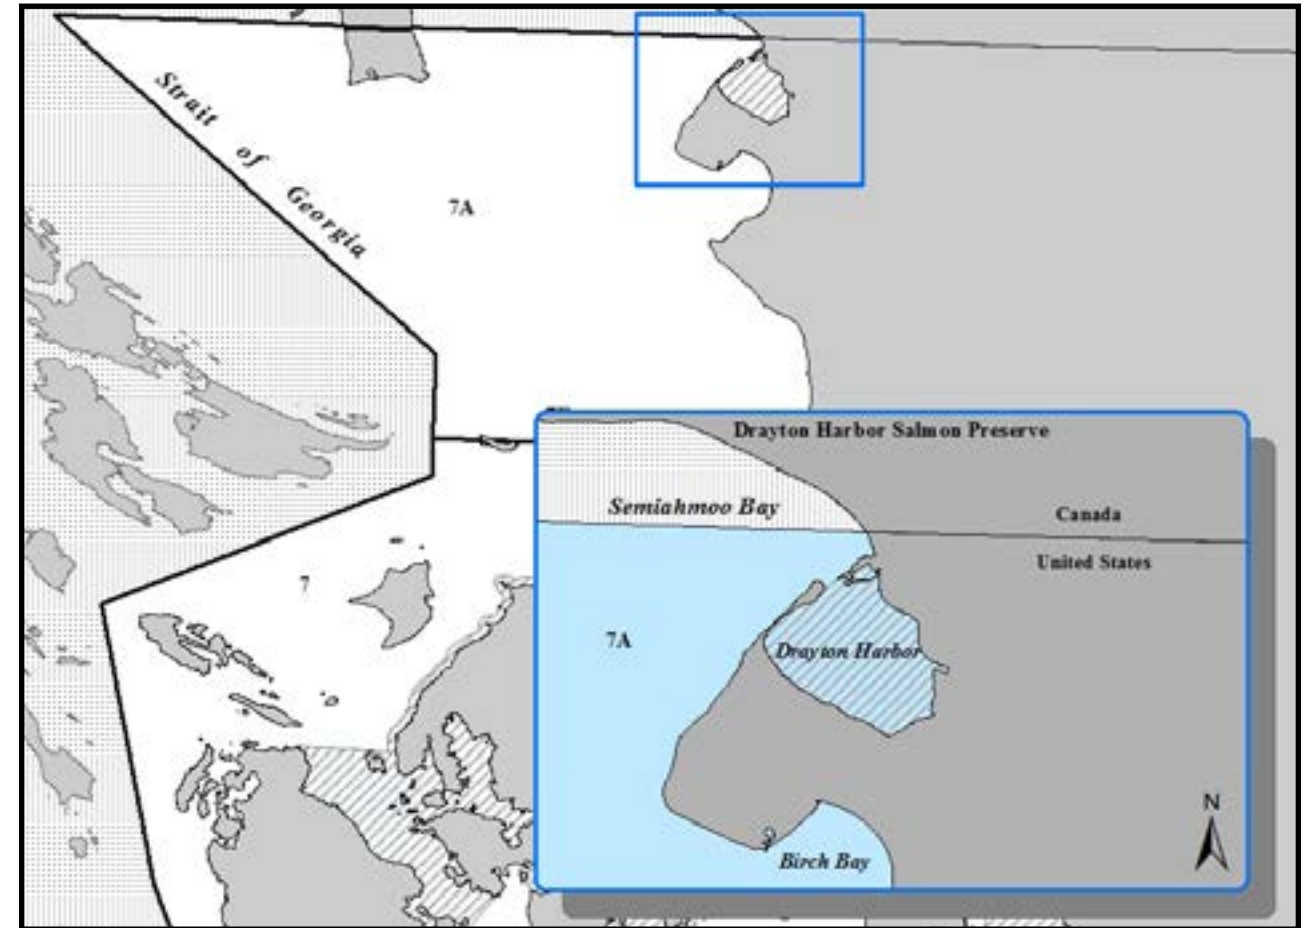 Strait of Georgia
7A
7
Drayton Harbor Salmon Preserve
Semiahmoo Bay
Canada
United States
7A
Drayton Harbor
N
Birch Bay